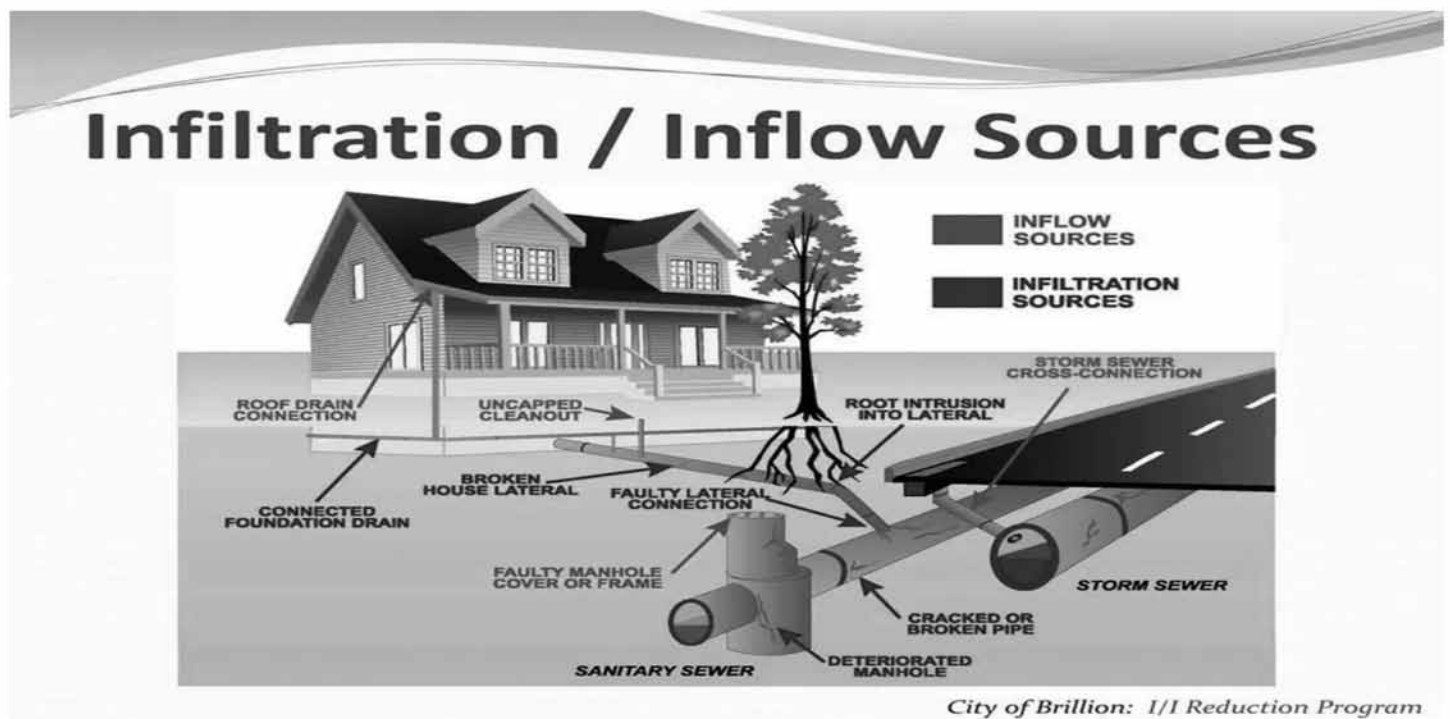 Infiltration / Inflow Sources
INFLOW
SOURCES
INFILTRATION
SOURCES
STORM SEWER
CROSS-CONNECTION
ROOF DRAIN
CONNECTION
UNCAPPED
CLEANOUT
ROOT INTRUSION
INTO LATERAL
BROKEN
HOUSE LATERAL
FAULTY LATERAL
CONNECTION
CONNECTED
FOUNDATION DRAIN
FAULTY MANHOLE
COVER OR FRAME
STORM SEWER
CRACKED OR
BROKEN PIPE
SANITARY SEWER
DETERIORATED
MANHOLE
City of Brillion: I/I Reduction Program